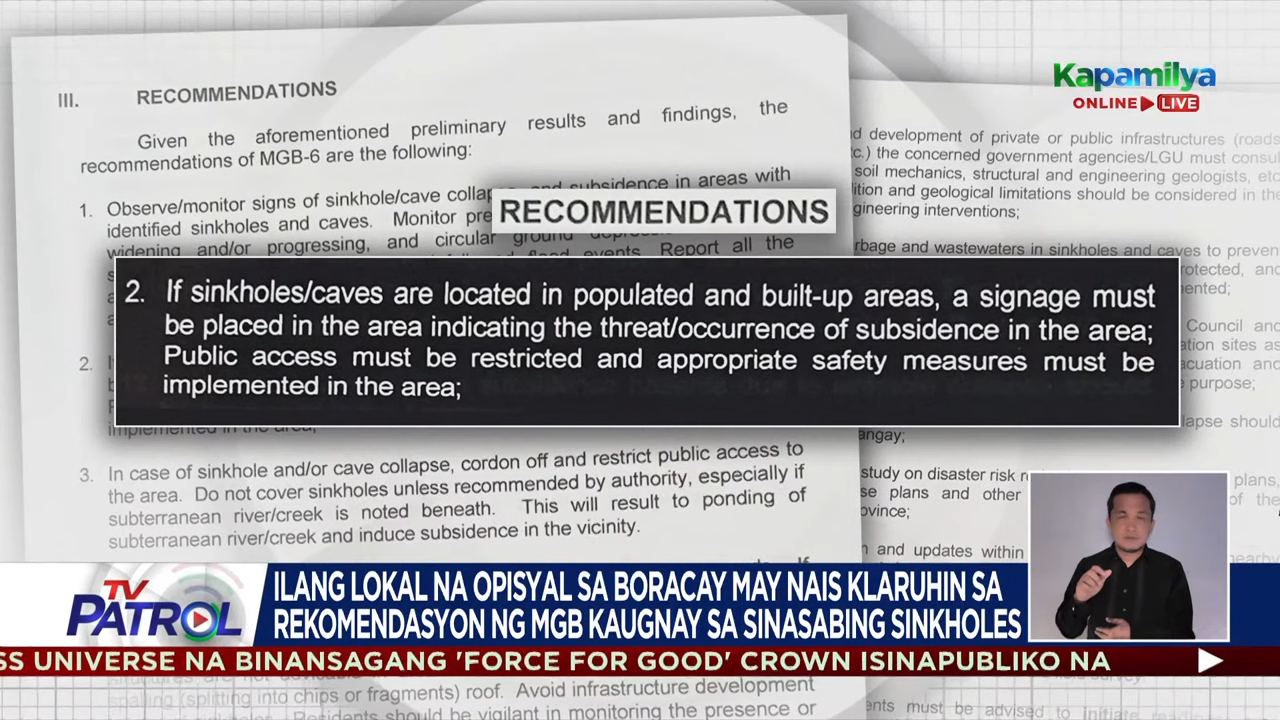 III. RECOMMENDATIONS
Given the aforementioned preliminary results and findings, the
recommendations of MGB-6 are the following:
1. Observe/monitor signs of sinkhole/cave and subsidence in areas with
identified sinkholes and caves. Monitor
widening and/or progressing, and circular ground
events. Report all the
RECOMMENDATIONS
2. If sinkholes/caves are located in populated and built-up areas, a signage must
be placed in the area indicating the threat/occurrence of subsidence in the area;
Public access must be restricted and appropriate safety measures must be
implemented in the area;
2.
implemented in the area;
3. In case of sinkhole and/or cave collapse, cordon off and restrict public access to
the area. Do not cover sinkholes unless recommended by authority, especially if
subterranean river/creek is noted beneath. This will result to ponding of
subterranean river/creek and induce subsidence in the vicinity.
If
spalling (splitting into chips or fragments) roof. Avoid infrastructure development
Residents should be vigilant in monitoring the presence or
Kapamilya
ONLINE LIVE
development of private or public infrastructures (roads
the concerned government agencies/LGU must consul
soil mechanics, structural and engineering geologists, etc
and geological limitations should be considered in the
gineering interventions;
rbage and wastewaters in sinkholes and caves to preven
Council and
sites as
and
purpose;
should
angay;
study on disaster risk plans,
plans and other of the
ovince;
and updates within
must be advised to initiate
TV
PATROL
ILANG LOKAL NA OPISYAL SA BORACAY MAY NAIS KLARUHIN SA
REKOMENDASYON NG MGB KAUGNAY SA SINASABING SINKHOLES
SS UNIVERSE NA BINANSAGANG 'FORCE FOR GOOD' CROWN ISINAPUBLIKO NA